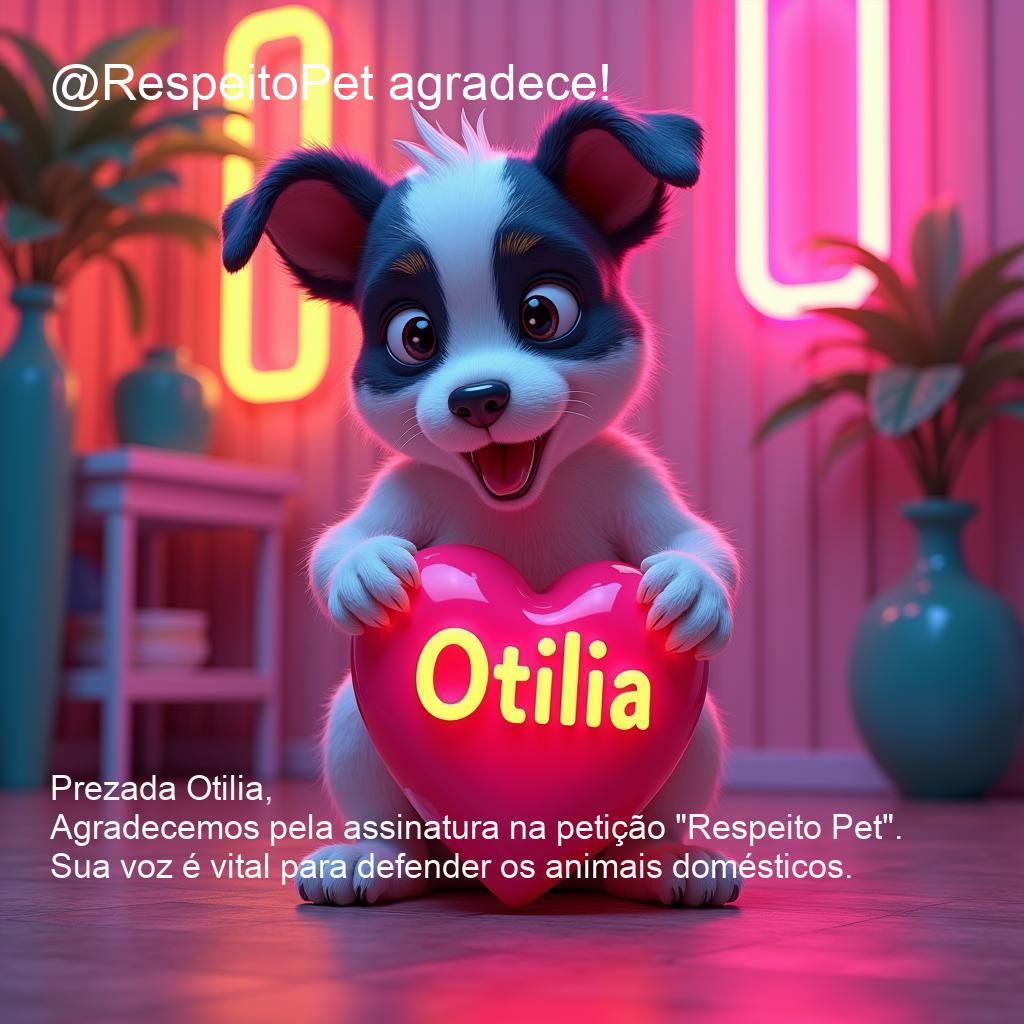 @RespeitoPet agradece!
Otilia
Prezada Otilia,
Agradecemos pela assinatura na petição "Respeito Pet".
Sua voz é vital para defender os animais domésticos.